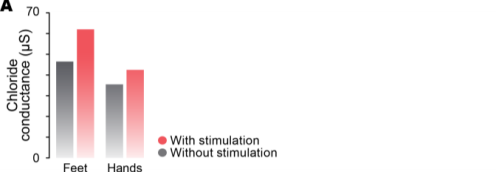 A
70
Chloride
conductance (µS)
0
Feet Hands
With stimulation
Without stimulation